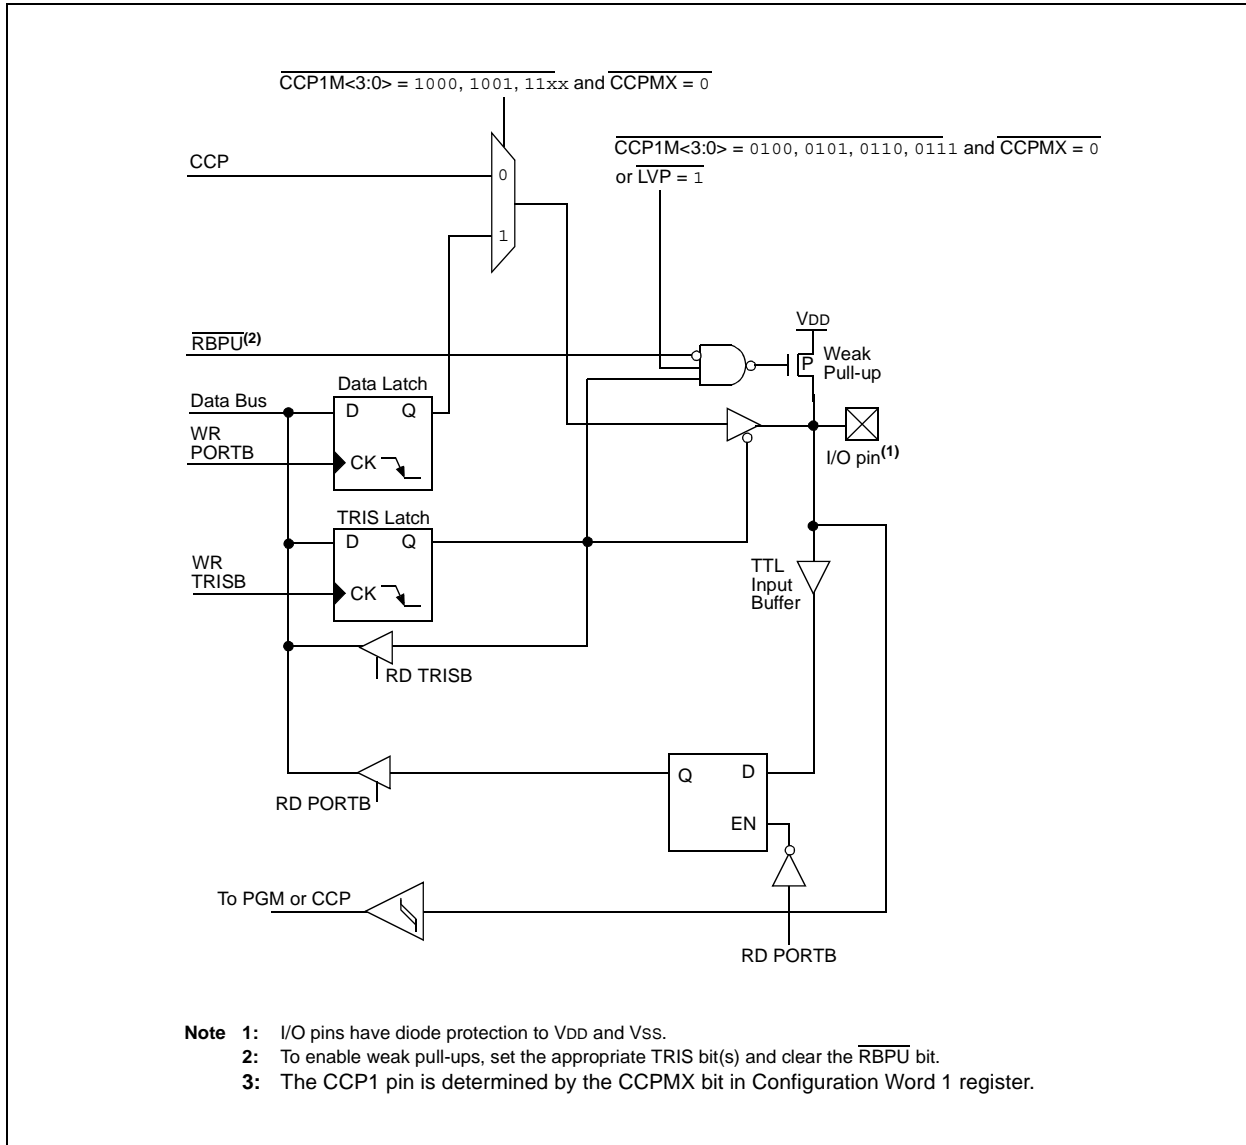 CCP1M<3:0> = 1000, 1001, 11xx and CCPMX = 0
CCP1M<3:0> = 0100, 0101, 0110, 0111 and CCPMX = 0
or LVP = 1
CCP
0
1
RBPU(2)
VDD
P
Weak
Pull-up
Data Bus
Data Latch
D Q
WR
PORTB
CK
I/O pin(1)
TRIS Latch
D Q
WR
TRISB
CK
TTL
Input
Buffer
RD TRISB
Q D
EN
RD PORTB
To PGM or CCP
RD PORTB
Note 1: I/O pins have diode protection to VDD and VSS.
2: To enable weak pull-ups, set the appropriate TRIS bit(s) and clear the RBPU bit.
3: The CCP1 pin is determined by the CCPMX bit in Configuration Word 1 register.